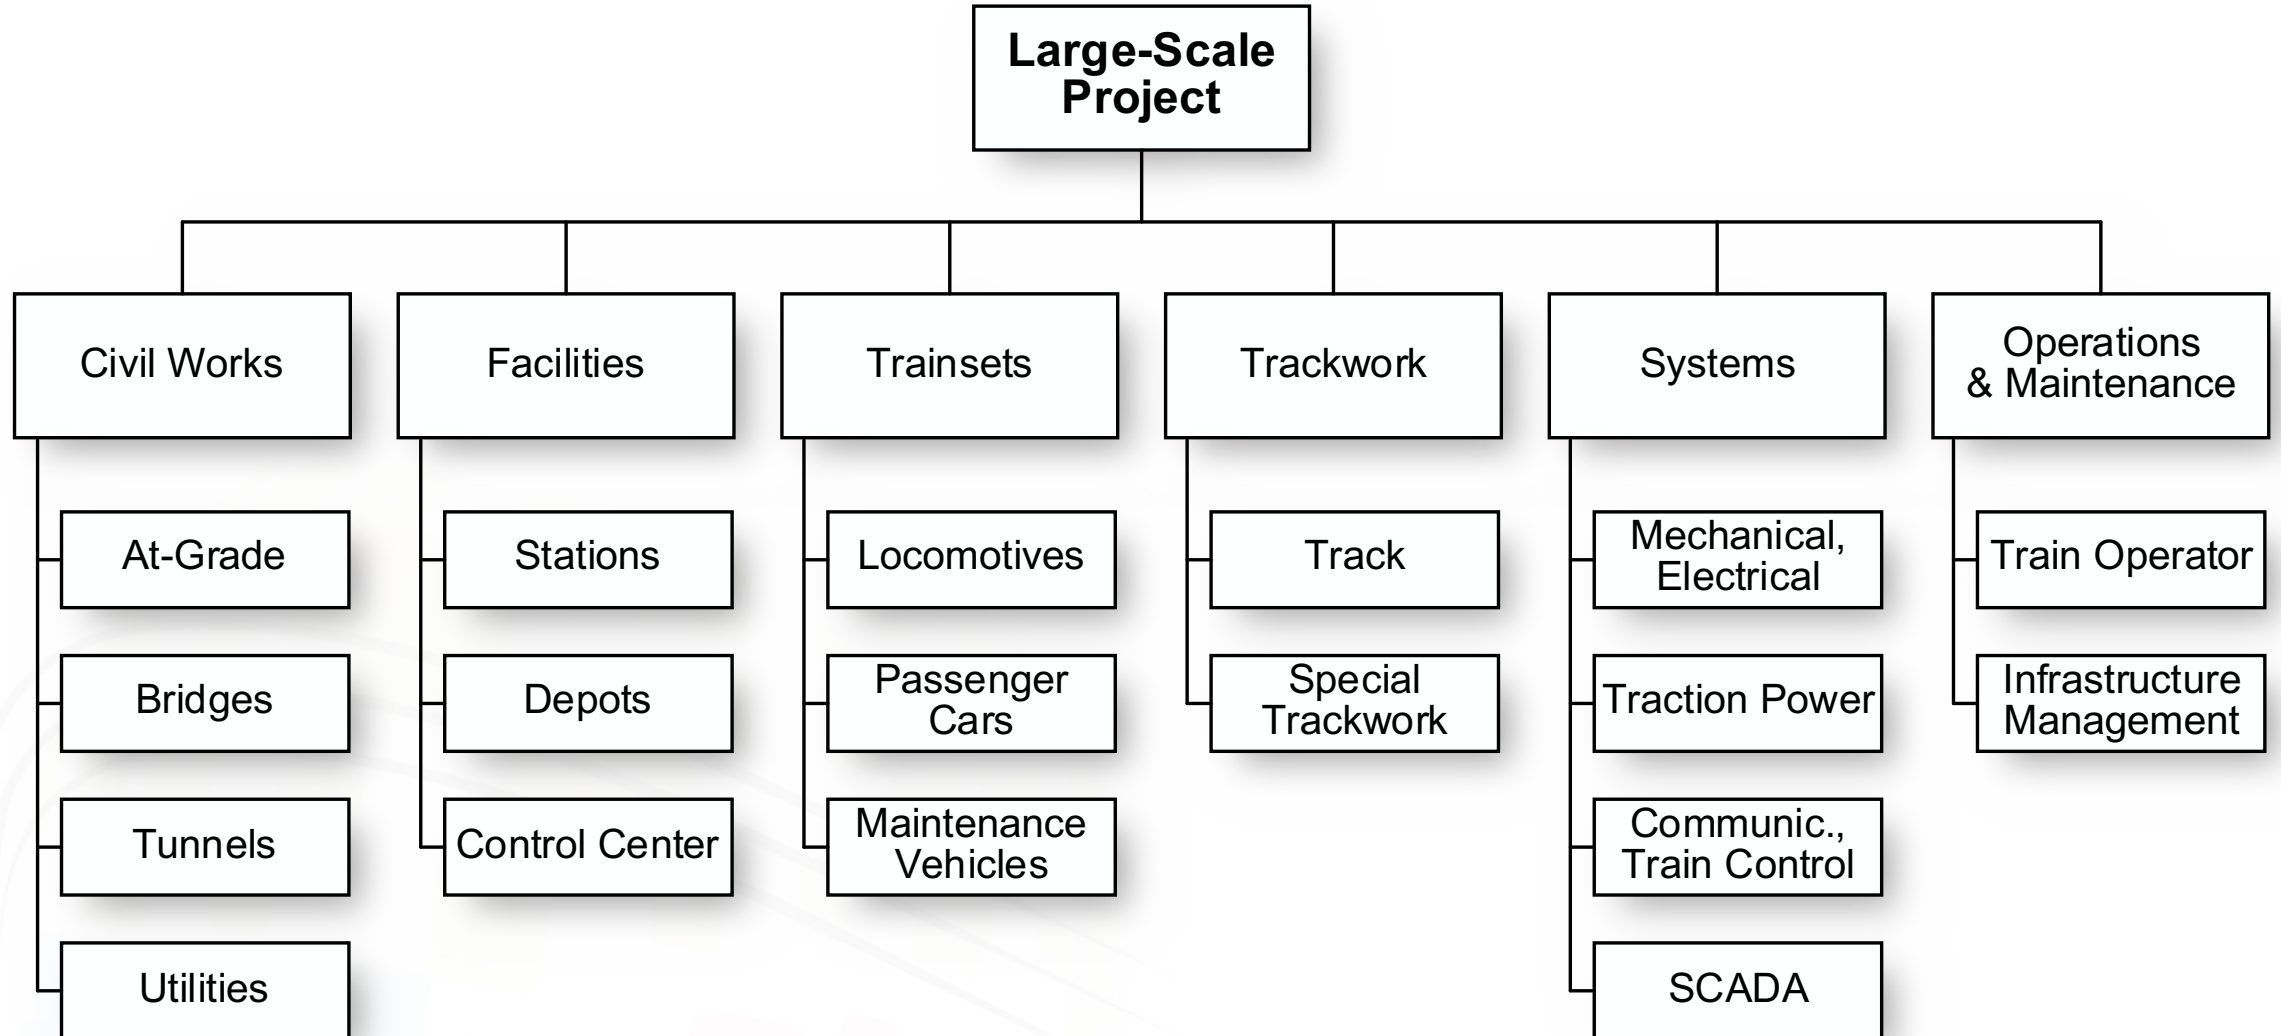 Large-Scale
Project
Civil Works
Facilities
Trainsets
Trackwork
Systems
Operations
& Maintenance
At-Grade
Bridges
Tunnels
Utilities
Stations
Depots
Control Center
Locomotives
Passenger
Cars
Maintenance
Vehicles
Track
Special
Trackwork
Mechanical,
Electrical
Traction Power
Communic.,
Train Control
SCADA
Train Operator
Infrastructure
Management